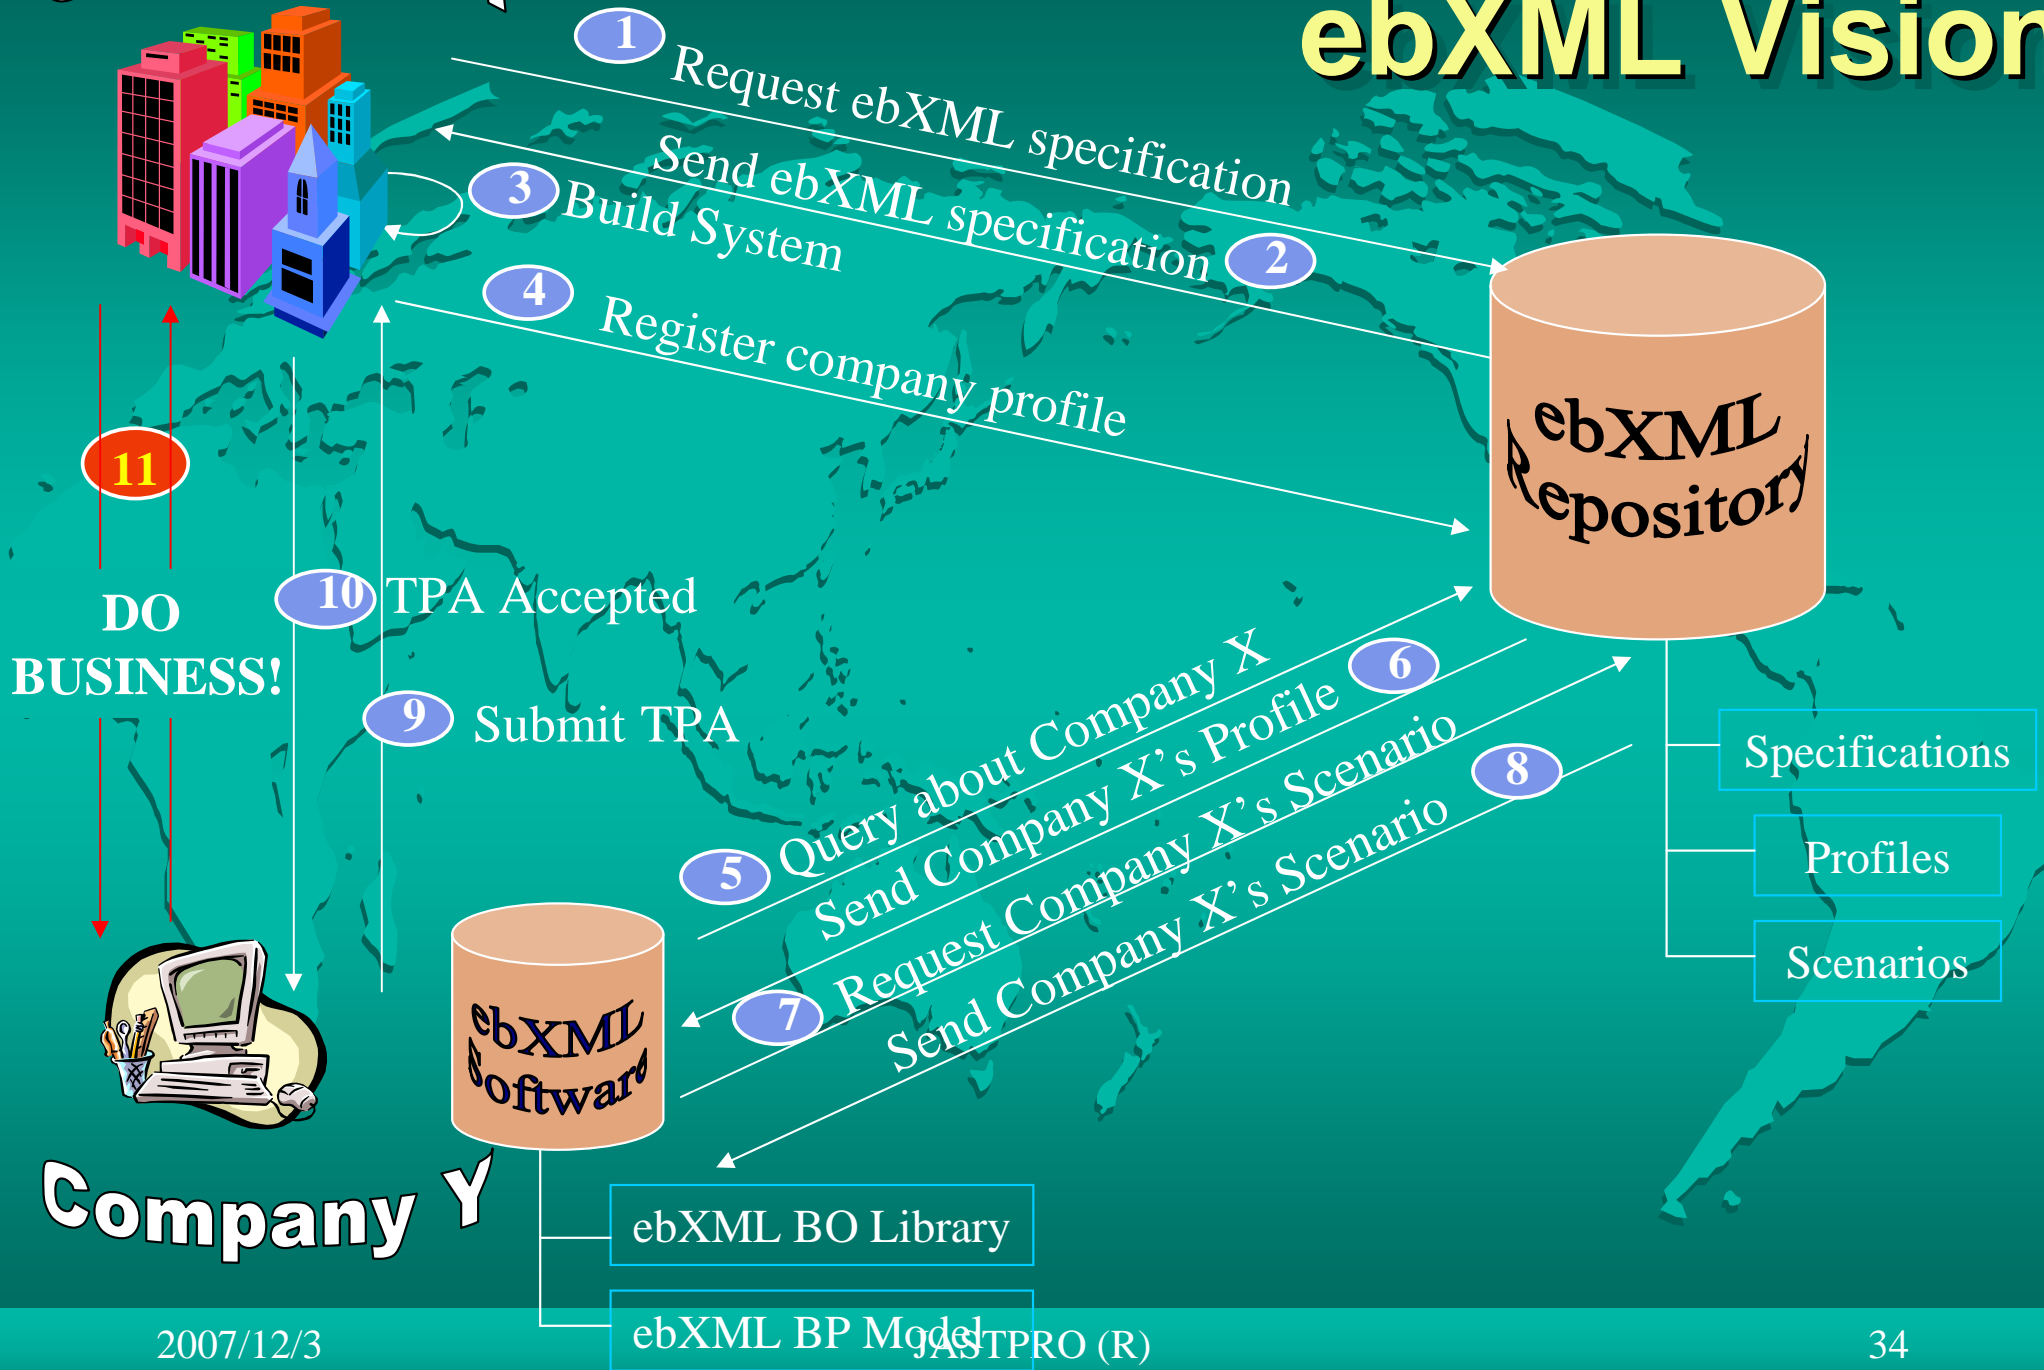 ebXML Vision
1
Request ebXML specification
Send ebXML specification
2
3
Build System
4
Register company profile
ebXML
Repository
11
DO
BUSINESS!
10
TPA Accepted
9
Submit TPA
5
Query about Company X
6
Send Company X’s Profile
7
Request Company X’s Scenario
8
Send Company X’s Scenario
Specifications
Profiles
Scenarios
ebXML
Software
Company Y
ebXML BO Library
ebXML BP Model
2007/12/3
JASTPRO (R)
34